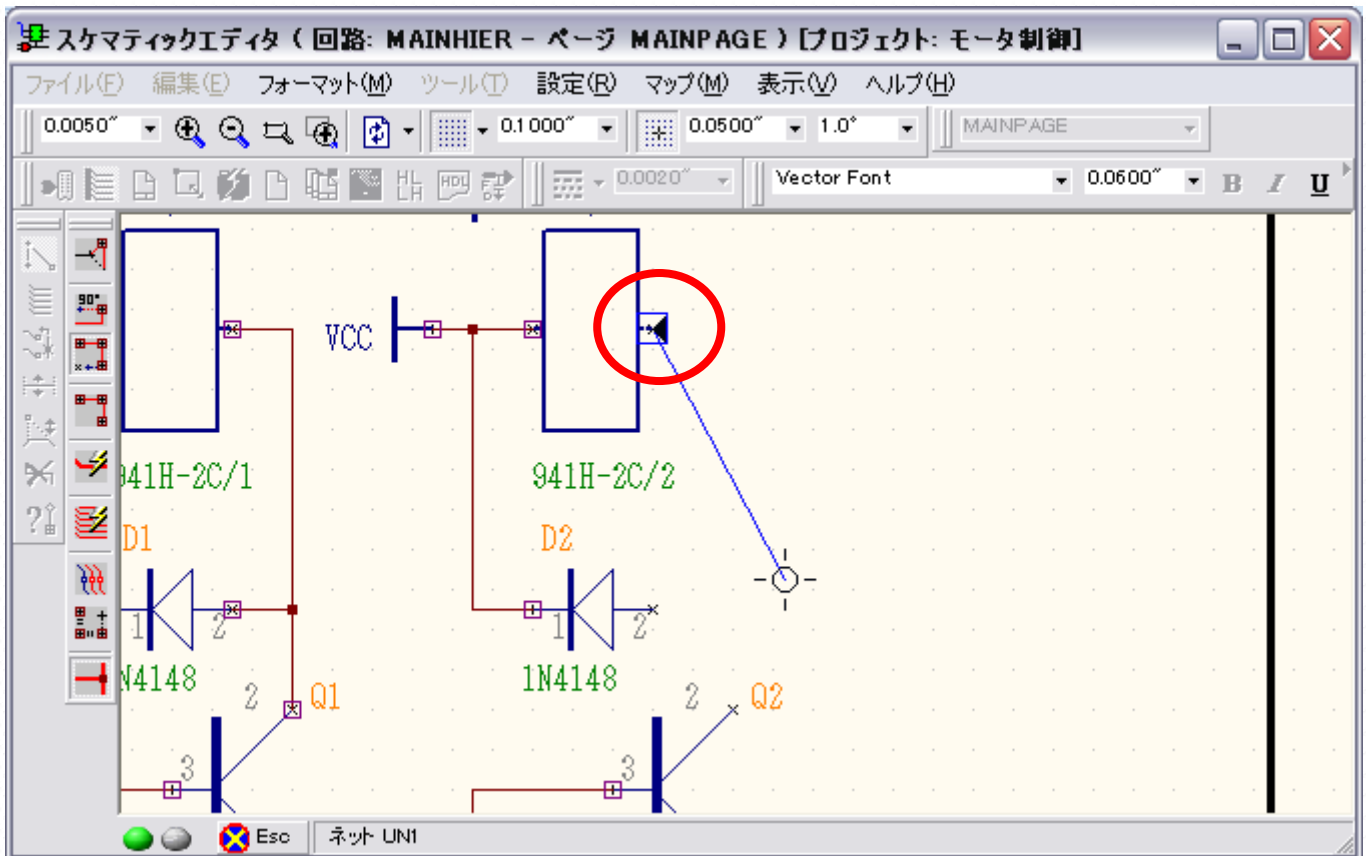 スケマティックエディタ ( 回路: MAINHIER - ページ MAINPAGE ) [プロジェクト: モータ制御]
ファイル(F) 編集(E) フォーマット(M) ツール(T) 設定(R) マップ(M) 表示(V) ヘルプ(H)
0.0050" 0.1000" 0.0500" 1.0° MAINPAGE
HDL 0.0020" Vector Font 0.0600" B I U
90°
VCC
941H-2C/1 941H-2C/2
D1 D2
1 2 1 2
N4148 1N4148
2 Q1 2 Q2
3 3
Esc ネット UN1